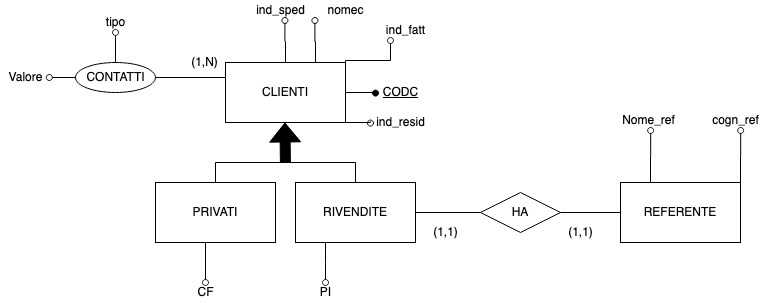 ind_sped
nomec
tipo
ind_fatt
(1,N)
Valore
CONTATTI
CLIENTI
CODC
ind_resid
Nome_ref
cogn_ref
PRIVATI
RIVENDITE
HA
REFERENTE
(1,1)
(1,1)
CF
PI